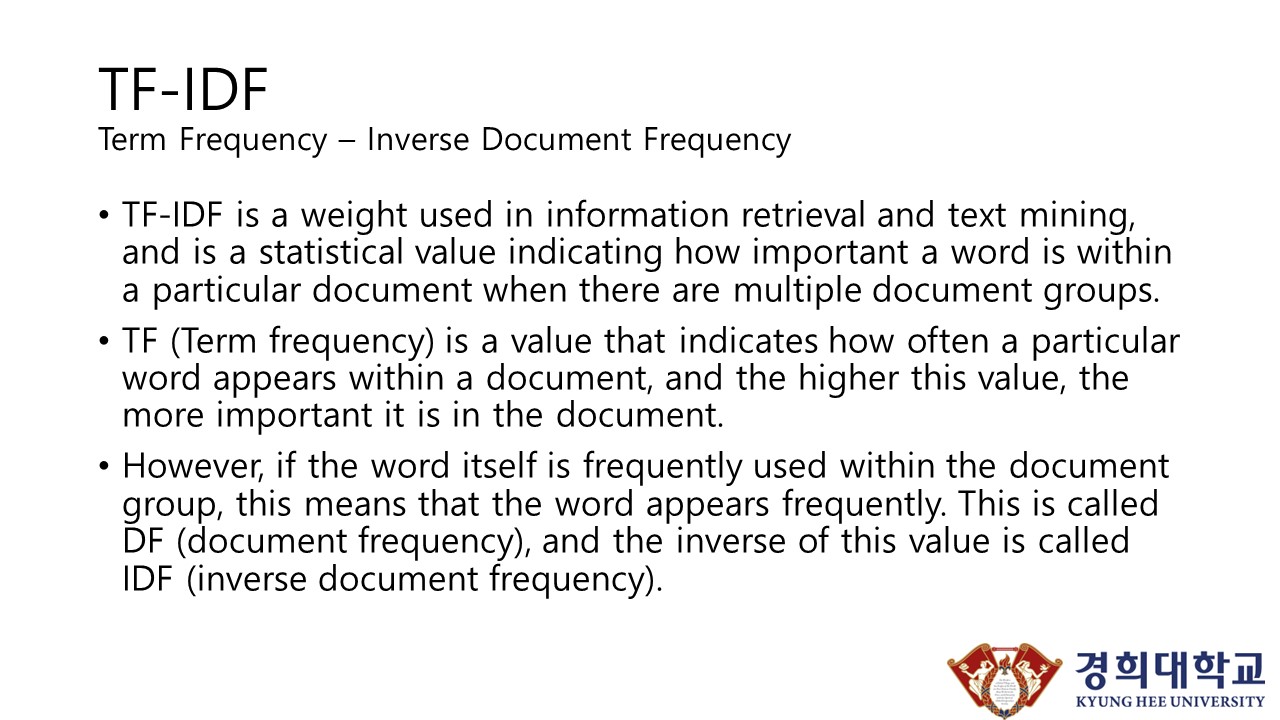 TF-IDF
Term Frequency – Inverse Document Frequency
• TF-IDF is a weight used in information retrieval and text mining,
and is a statistical value indicating how important a word is within
a particular document when there are multiple document groups.
• TF (Term frequency) is a value that indicates how often a particular
word appears within a document, and the higher this value, the
more important it is in the document.
• However, if the word itself is frequently used within the document
group, this means that the word appears frequently. This is called
DF (document frequency), and the inverse of this value is called
IDF (inverse document frequency).
경희대학교
KYUNG HEE UNIVERSITY